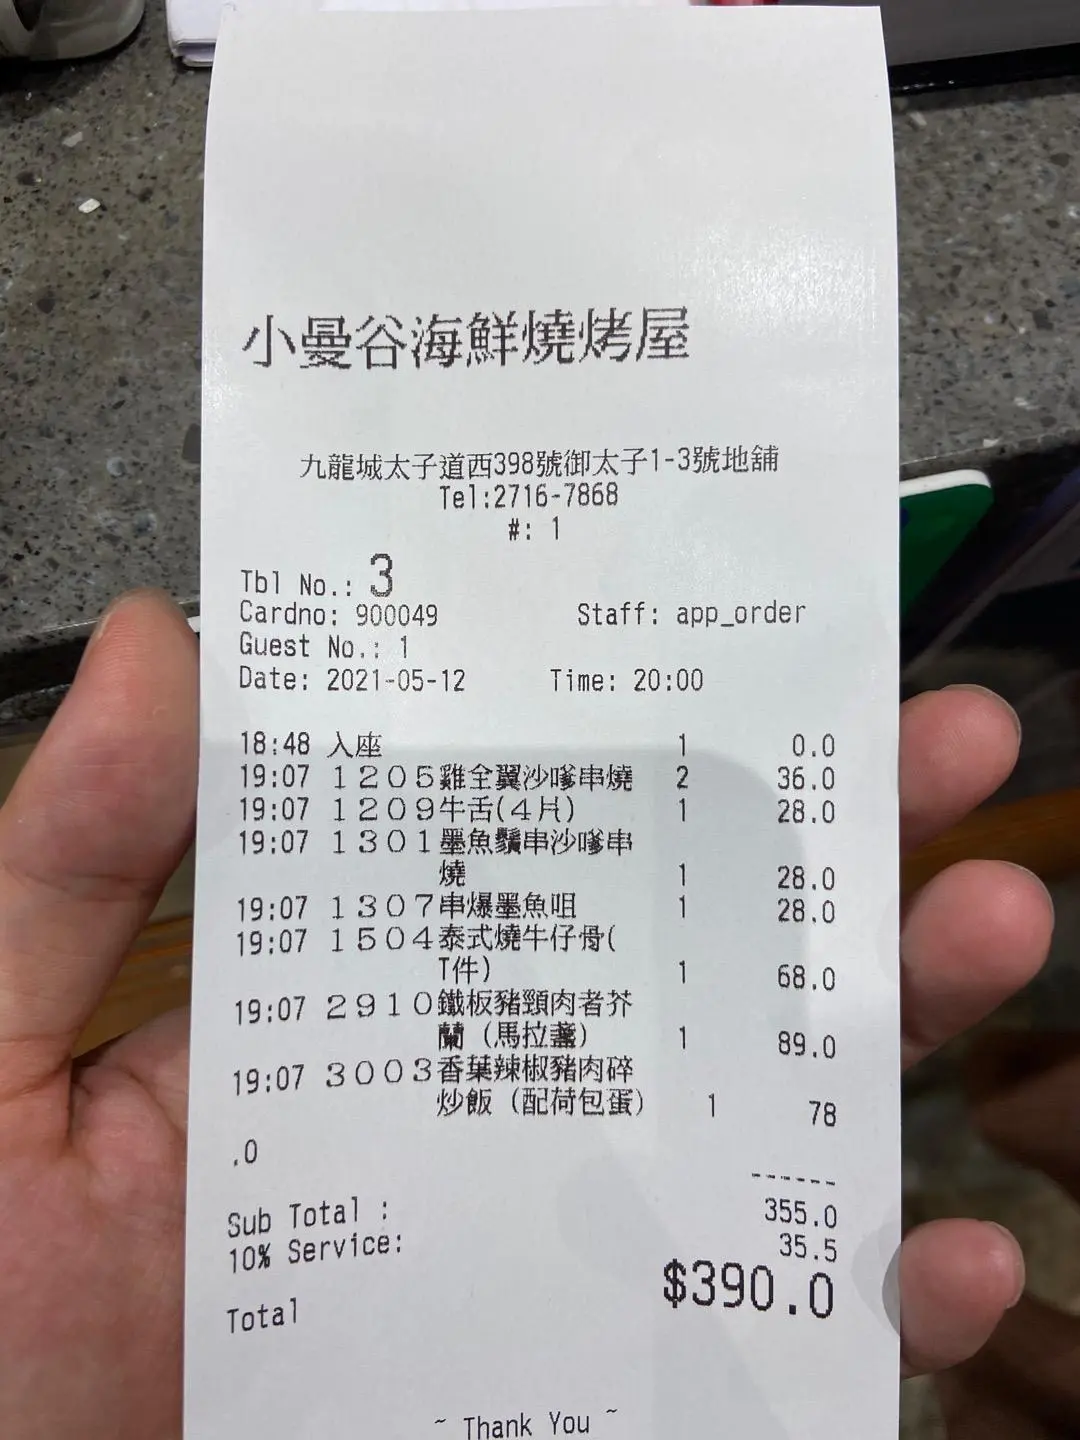 小曼谷海鮮燒烤屋
九龍城太子道西398號御太子1-3號地舖
Tel:2716-7868
#: 1
Tbl No.: 3
Cardno: 900049 Staff: app_order
Guest No.: 1
Date: 2021-05-12 Time: 20:00
18:48 入座 1 0.0
19:07 1205雞全翼沙嗲串燒 2 36.0
19:07 1209牛舌(4片) 1 28.0
19:07 1301墨魚鬚串沙嗲串
燒 1 28.0
19:07 1307串爆墨魚咀 1 28.0
19:07 1504泰式燒牛仔骨(
T件) 1 68.0
19:07 2910鐵板豬頸肉者芥
蘭（馬拉盞） 1 89.0
19:07 3003香葉辣椒豬肉碎
炒飯（配荷包蛋） 1 78
.0
------
Sub Total : 355.0
10% Service: 35.5
Total $390.0
~ Thank You ~